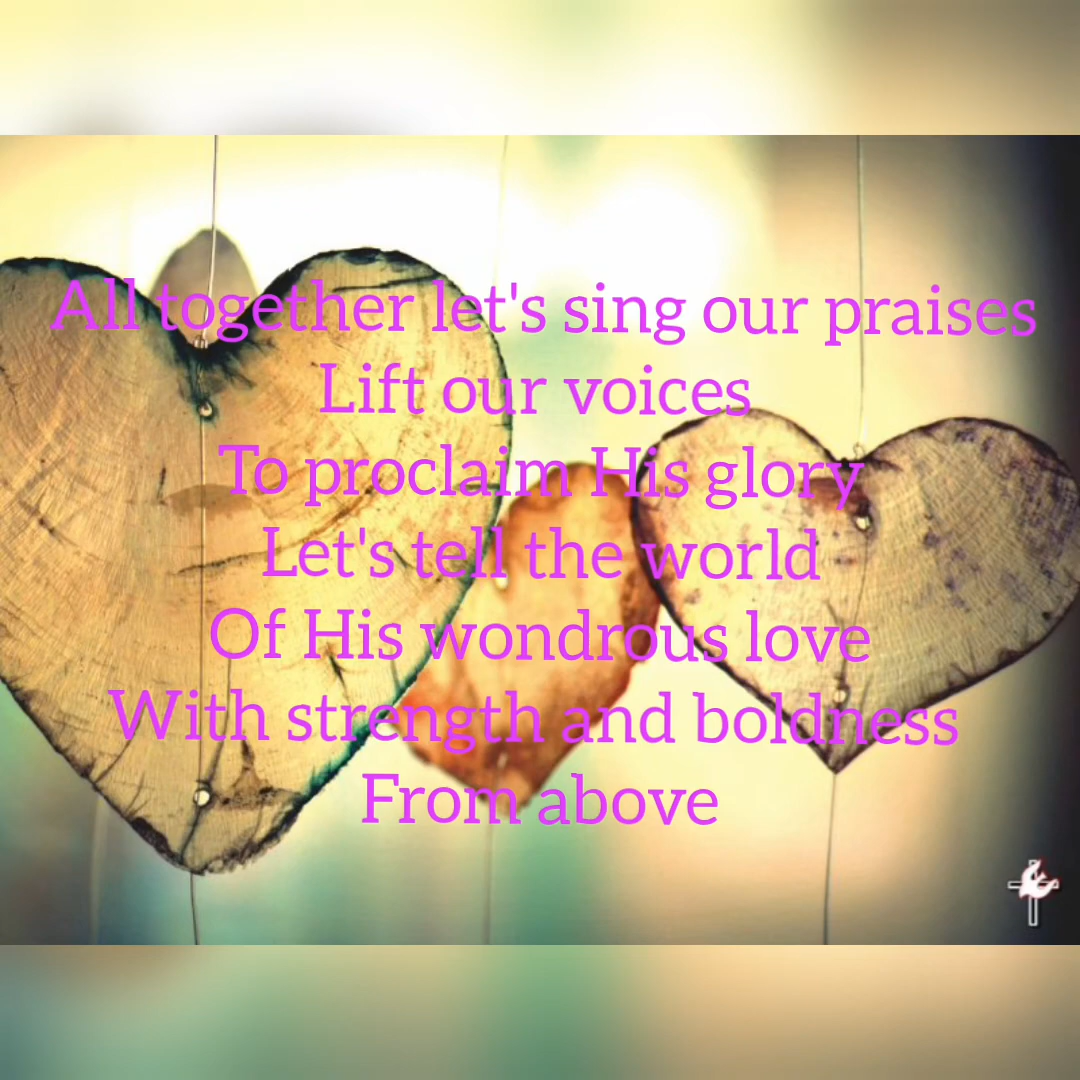 All together let's sing our praises
Lift our voices
To proclaim His glory
Let's tell the world
Of His wondrous love
With strength and boldness
From above